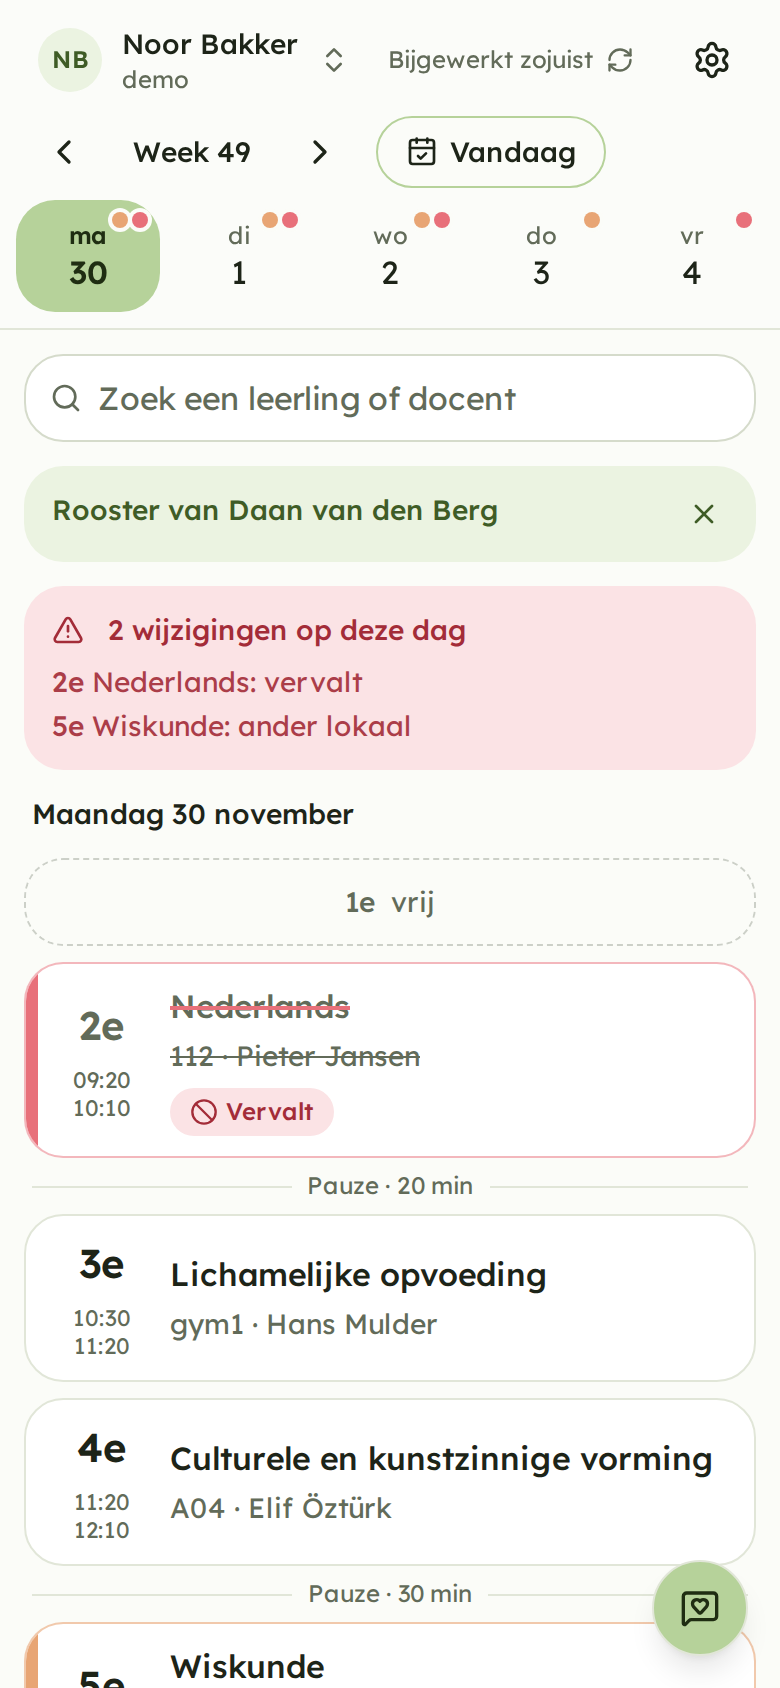 NB
Noor Bakker
demo
Bijgewerkt zojuist
Week 49
Vandaag
ma
30
di
1
wo
2
do
3
vr
4
Zoek een leerling of docent
Rooster van Daan van den Berg
2 wijzigingen op deze dag
2e Nederlands: vervalt
5e Wiskunde: ander lokaal
Maandag 30 november
1e vrij
2e
09:20
10:10
Nederlands
112 · Pieter Jansen
Vervalt
Pauze · 20 min
3e
10:30
11:20
Lichamelijke opvoeding
gym1 · Hans Mulder
4e
11:20
12:10
Culturele en kunstzinnige vorming
A04 · Elif Öztürk
Pauze · 30 min
5e
Wiskunde